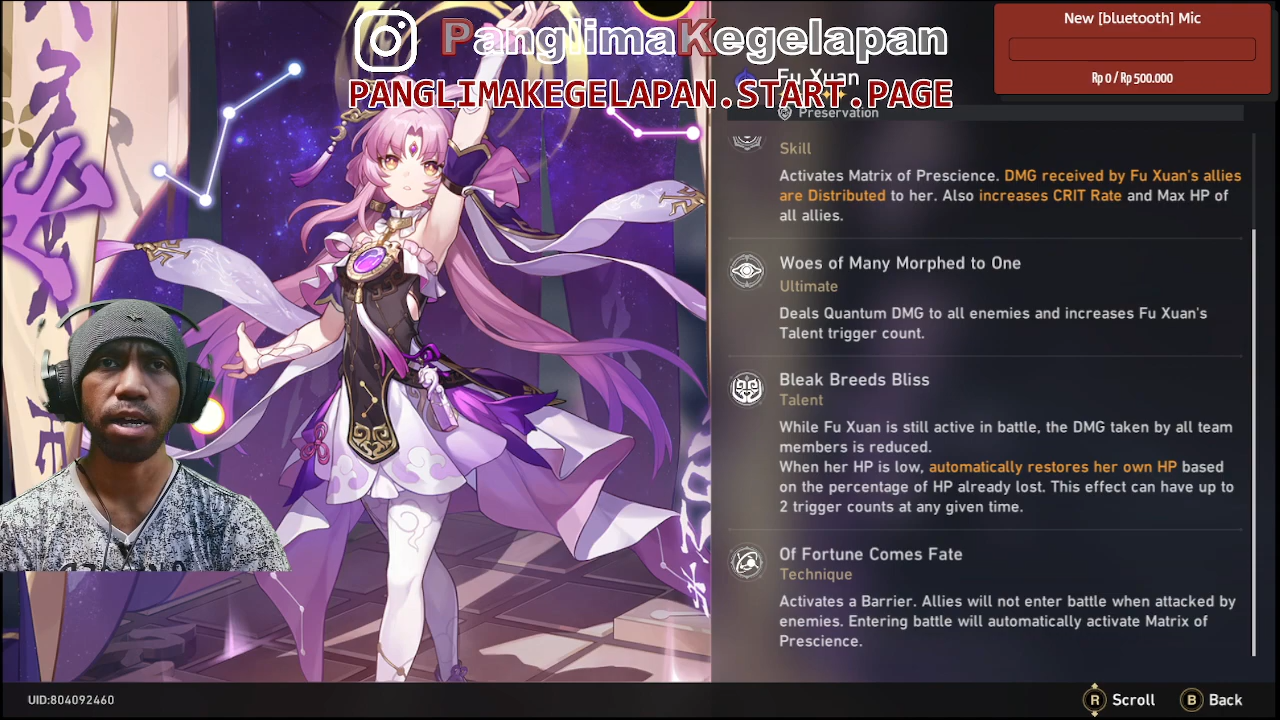 PanglimaKegelapan
PANGLIMAKEGELAPAN.START.PAGE
New [bluetooth] Mic
Rp 0 / Rp 500.000
Fu Xuan
Preservation
Skill
Activates Matrix of Prescience. DMG received by Fu Xuan's allies
are Distributed to her. Also increases CRIT Rate and Max HP of
all allies.
Woes of Many Morphed to One
Ultimate
Deals Quantum DMG to all enemies and increases Fu Xuan's
Talent trigger count.
Bleak Breeds Bliss
Talent
While Fu Xuan is still active in battle, the DMG taken by all team
members is reduced.
When her HP is low, automatically restores her own HP based
on the percentage of HP already lost. This effect can have up to
2 trigger counts at any given time.
Of Fortune Comes Fate
Technique
Activates a Barrier. Allies will not enter battle when attacked by
enemies. Entering battle will automatically activate Matrix of
Prescience.
UID:804092460
R Scroll
B Back